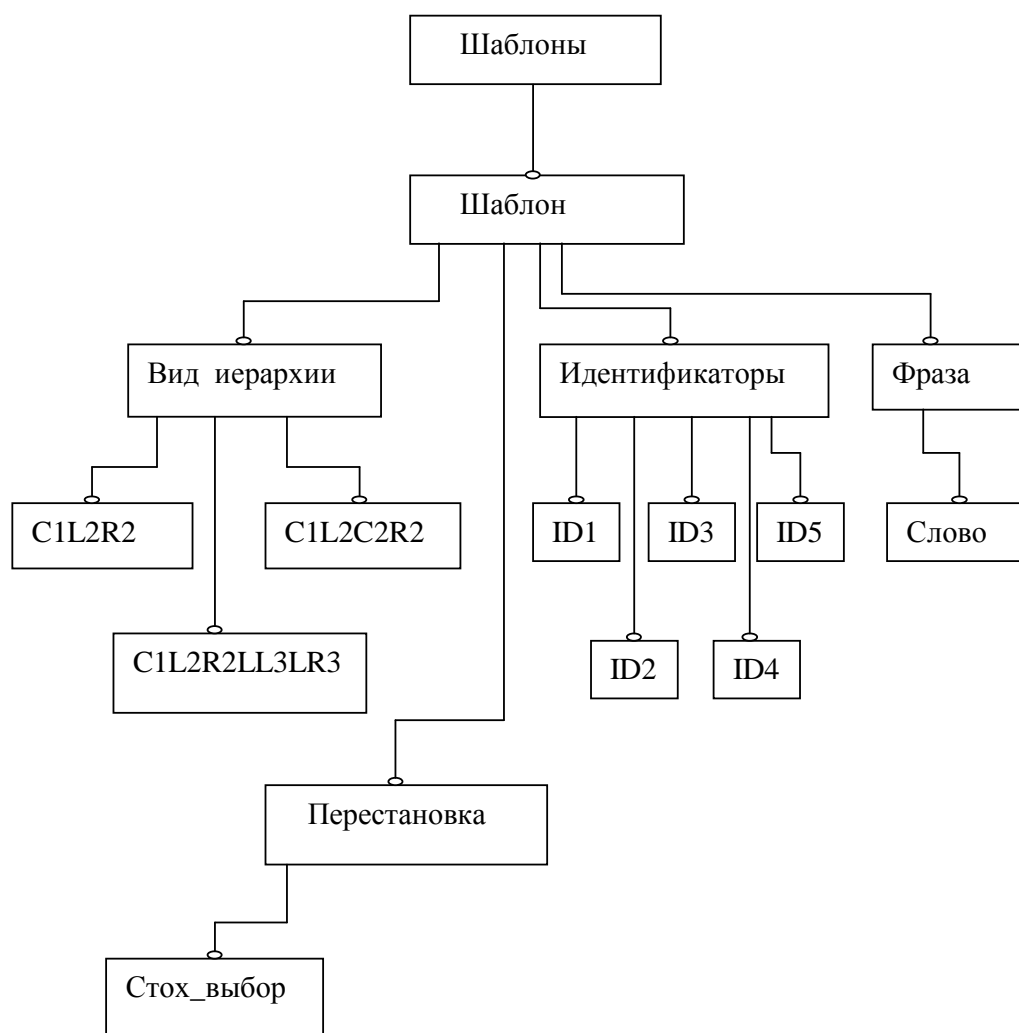 Шаблоны
Шаблон
Вид иерархии
Идентификаторы
Фраза
C1L2R2
C1L2C2R2
ID1
ID3
ID5
Слово
C1L2R2LL3LR3
ID2
ID4
Перестановка
Стох_выбор